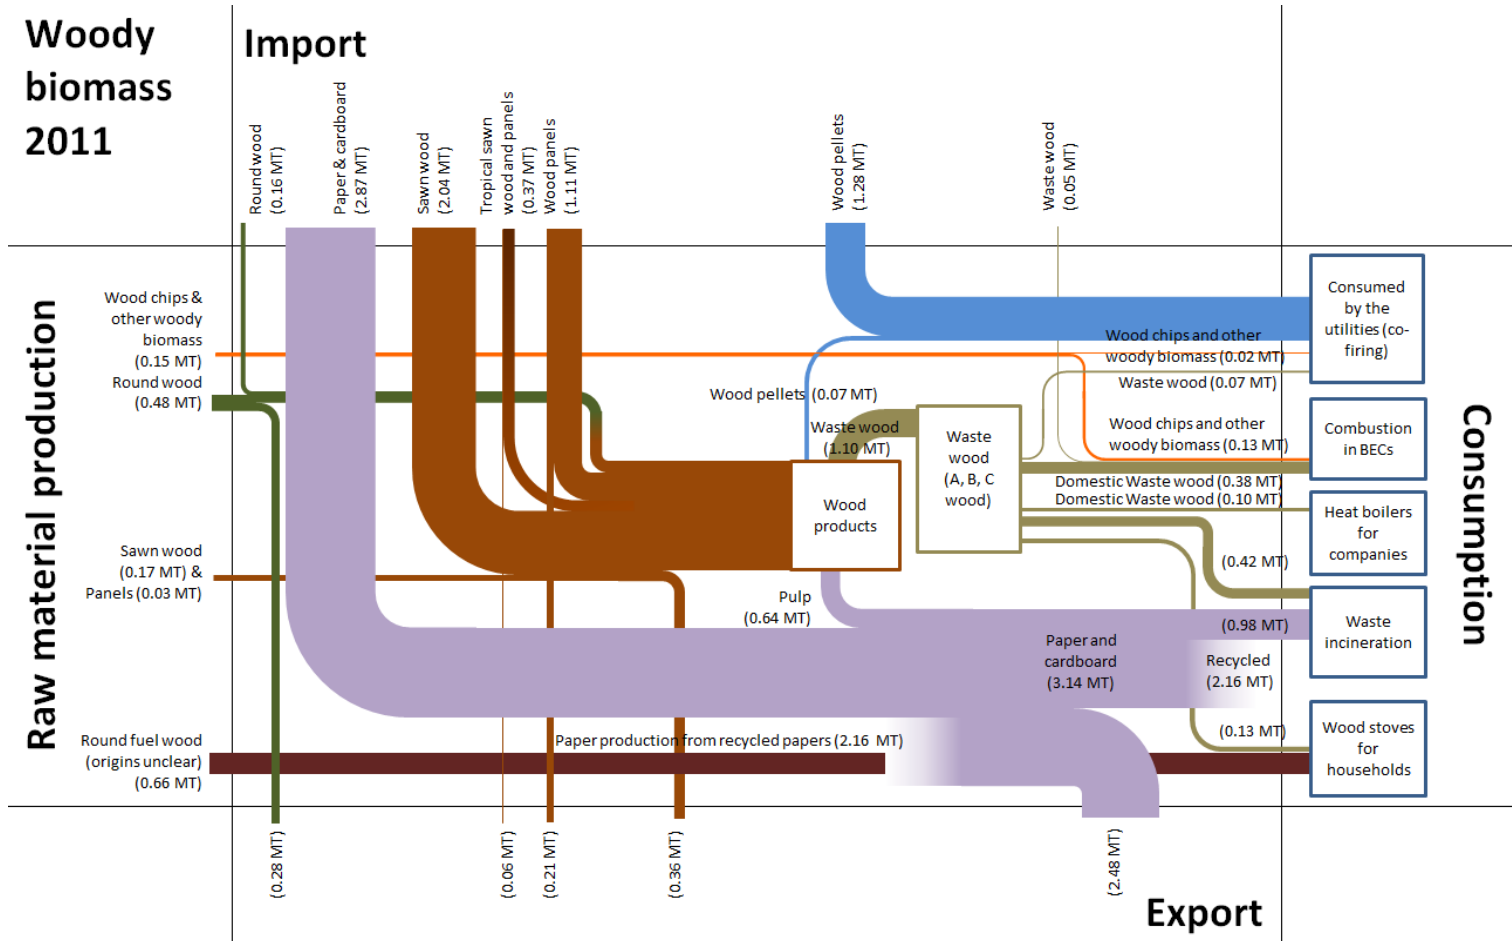 Woody
biomass
2011
Import
Round wood
(0.16 MT)
Paper & cardboard
(2.87 MT)
Sawn wood
(2.04 MT)
Tropical sawn
wood and panels
(0.37 MT)
Wood panels
(1.11 MT)
Wood pellets
(1.28 MT)
Waste wood
(0.05 MT)
Raw material production
Wood chips &
other woody
biomass
(0.15 MT)
Round wood
(0.48 MT)
Sawn wood
(0.17 MT) &
Panels (0.03 MT)
Round fuel wood
(origins unclear)
(0.66 MT)
Wood pellets (0.07 MT)
Waste wood
(1.10 MT)
Wood
products
Waste
wood
(A, B, C
wood)
Pulp
(0.64 MT)
Paper production from recycled papers (2.16 MT)
Wood chips and other
woody biomass (0.02 MT)
Waste wood (0.07 MT)
Wood chips and other
woody biomass (0.13 MT)
Domestic Waste wood (0.38 MT)
Domestic Waste wood (0.10 MT)
(0.42 MT)
(0.98 MT)
Paper and
cardboard
(3.14 MT)
Recycled
(2.16 MT)
(0.13 MT)
Consumed
by the
utilities (co-
firing)
Combustion
in BECs
Heat boilers
for
companies
Waste
incineration
Wood stoves
for
households
Consumption
(0.28 MT)
(0.06 MT)
(0.21 MT)
(0.36 MT)
(2.48 MT)
Export